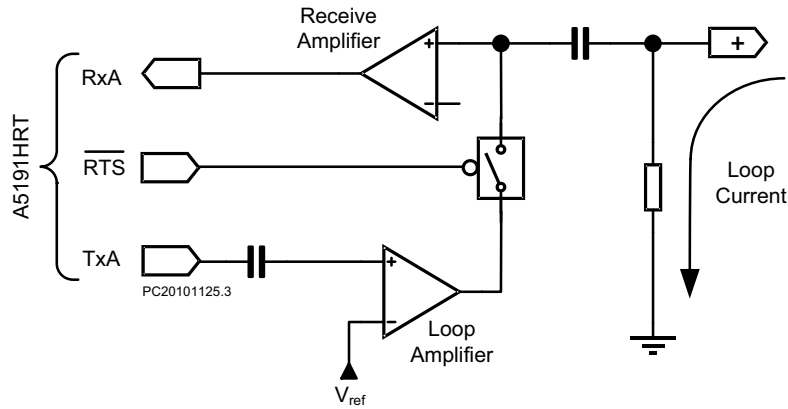 Receive
Amplifier
+
+
−
RxA
A5191HRT
RTS
Loop
Current
TxA
PC20101125.3
+
−
Loop
Amplifier
Vref